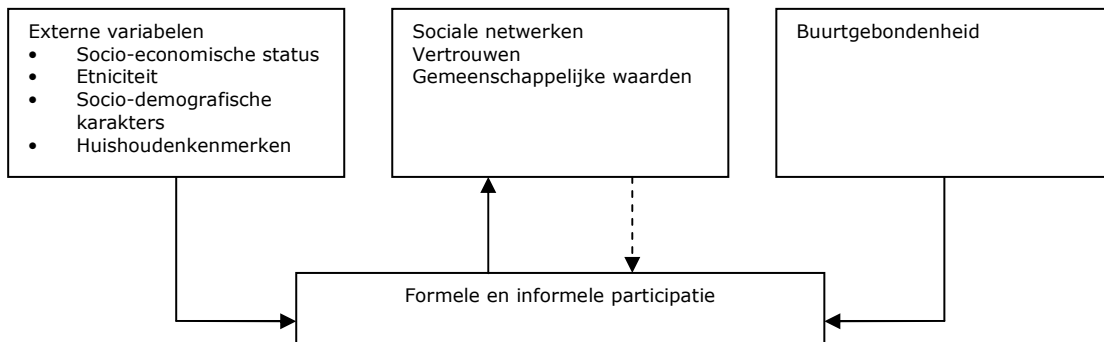 Externe variabelen
• Socio-economische status
• Etniciteit
• Socio-demografische
karakters
• Huishoudenkenmerken
Sociale netwerken
Vertrouwen
Gemeenschappelijke waarden
Buurtgebondenheid
Formele en informele participatie